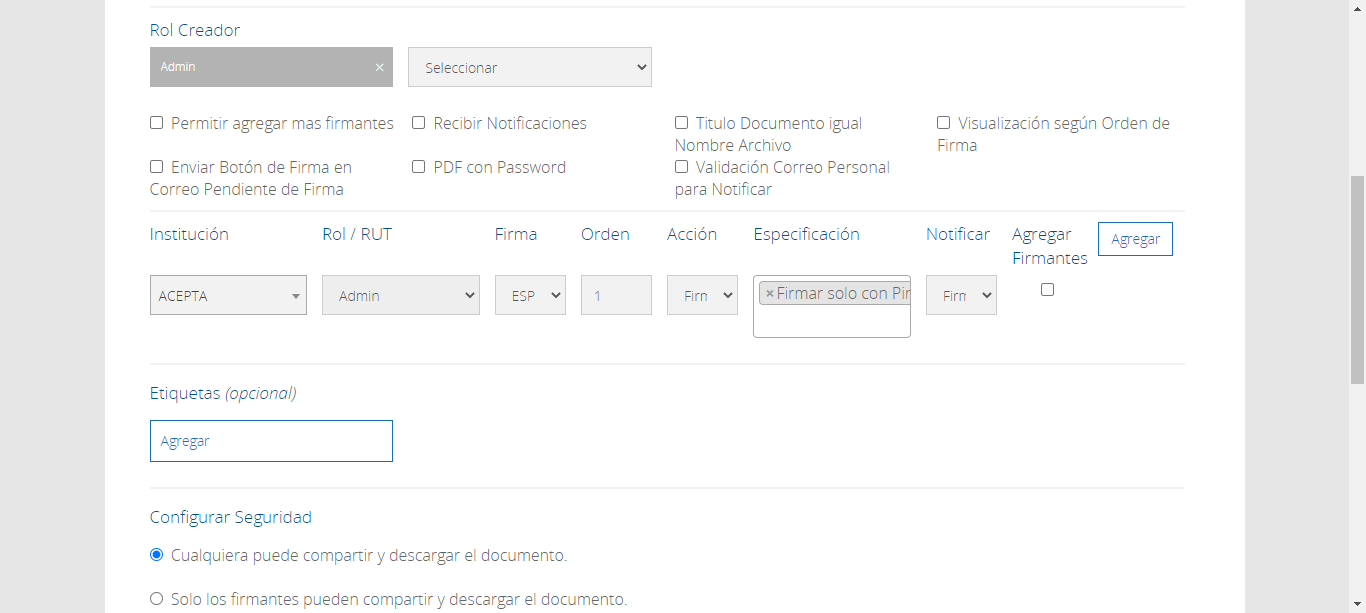 Rol Creador
Admin ×
Seleccionar
Permitir agregar mas firmantes
Recibir Notificaciones
Titulo Documento igual
Nombre Archivo
Visualización según Orden de
Firma
Enviar Botón de Firma en
Correo Pendiente de Firma
PDF con Password
Validación Correo Personal
para Notificar
Institución
Rol / RUT
Firma
Orden
Acción
Especificación
Notificar
Agregar
Firmantes
Agregar
ACEPTA
Admin
ESP
1
Firn
×Firmar solo con Pin
Firn
Etiquetas (opcional)
Agregar
Configurar Seguridad
Cualquiera puede compartir y descargar el documento.
Solo los firmantes pueden compartir y descargar el documento.